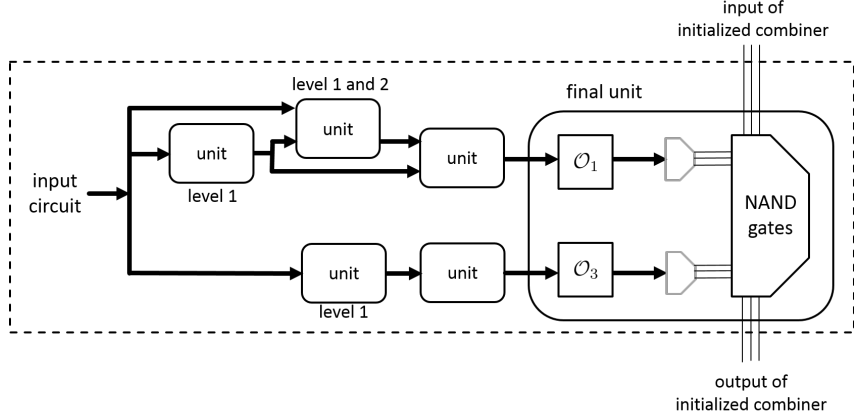 input of
initialized combiner
level 1 and 2
final unit
unit
unit
unit
input
circuit
level 1
𝒪₁
NAND
gates
unit
unit
𝒪₃
level 1
output of
initialized combiner